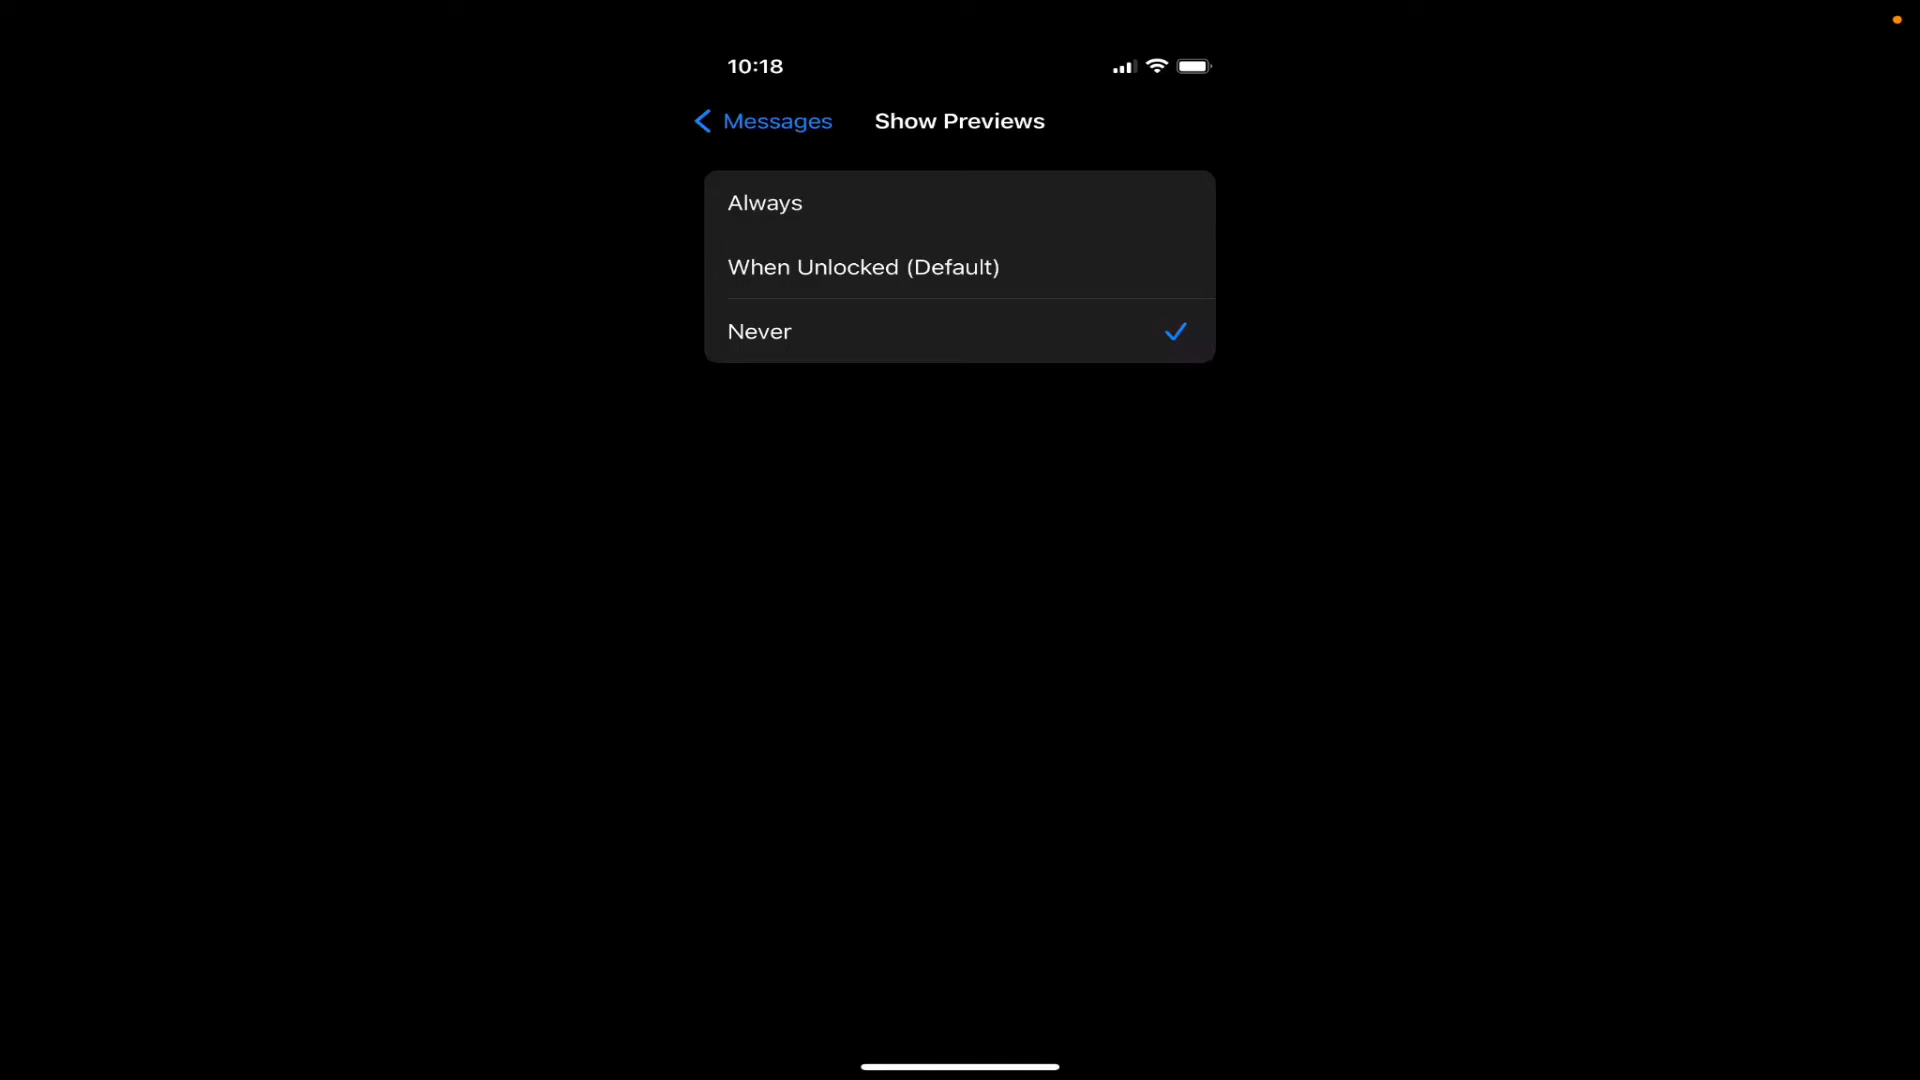 10:18
Messages Show Previews
Always
When Unlocked (Default)
Never